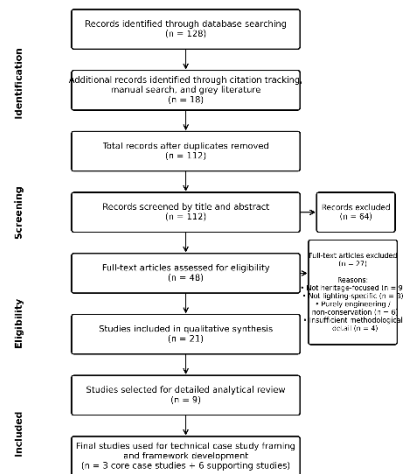 Identification
Records identified through database searching
(n = 128)
Additional records identified through citation tracking,
manual search, and grey literature
(n = 18)
Total records after duplicates removed
(n = 112)
Screening
Records screened by title and abstract
(n = 112)
Records excluded
(n = 64)
Eligibility
Full-text articles assessed for eligibility
(n = 48)
Full-text articles excluded
(n = 27)
Reasons:
• Not heritage-focused (n = 9
• Not lighting-specific (n = 8)
• Purely engineering /
non-conservation (n = 6)
• Insufficient methodological
detail (n = 4)
Studies included in qualitative synthesis
(n = 21)
Included
Studies selected for detailed analytical review
(n = 9)
Final studies used for technical case study framing
and framework development
(n = 3 core case studies + 6 supporting studies)